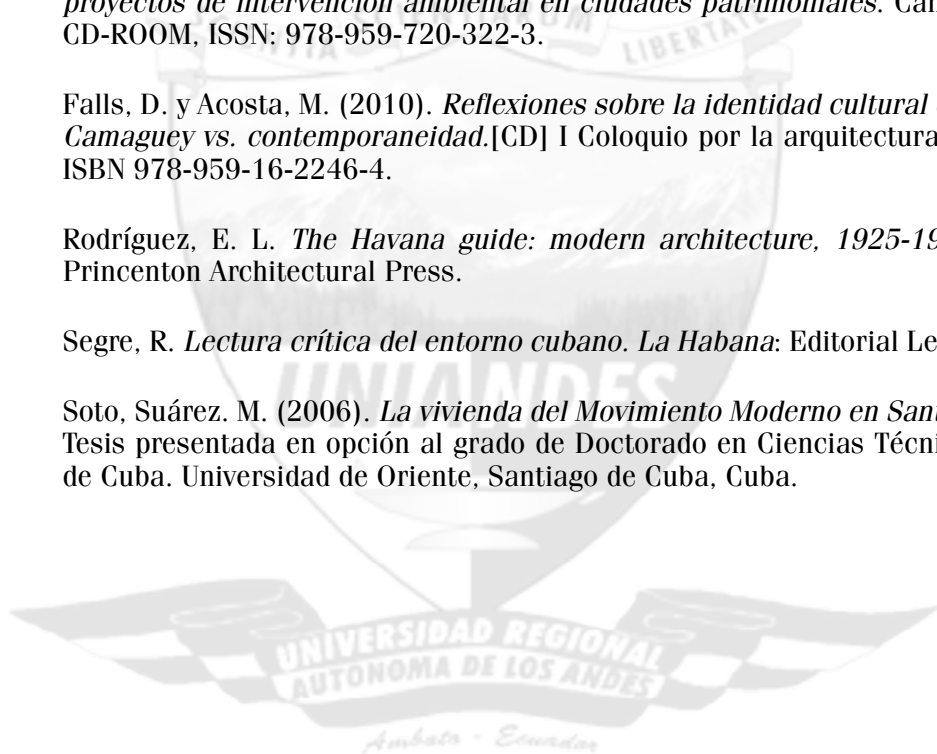 proyectos de intervención ambiental en ciudades patrimoniales. Ca
CD-ROOM, ISSN: 978-959-720-322-3.
Falls, D. y Acosta, M. (2010). Reflexiones sobre la identidad cultural
Camaguey vs. contemporaneidad.[CD] I Coloquio por la arquitectura
ISBN 978-959-16-2246-4.
Rodríguez, E. L. The Havana guide: modern architecture, 1925-19
Princenton Architectural Press.
Segre, R. Lectura crítica del entorno cubano. La Habana: Editorial Le
Soto, Suárez. M. (2006). La vivienda del Movimiento Moderno en San
Tesis presentada en opción al grado de Doctorado en Ciencias Técni
de Cuba. Universidad de Oriente, Santiago de Cuba, Cuba.
LIBERTA
UNIANDES
UNIVERSIDAD REGIONAL
AUTONOMA DE LOS ANDES
Ambato - Ecuador